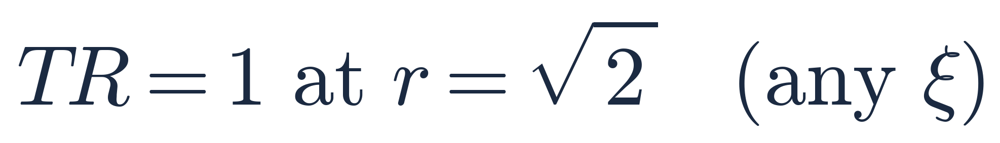 TR = 1 at r = √2 (any ξ)